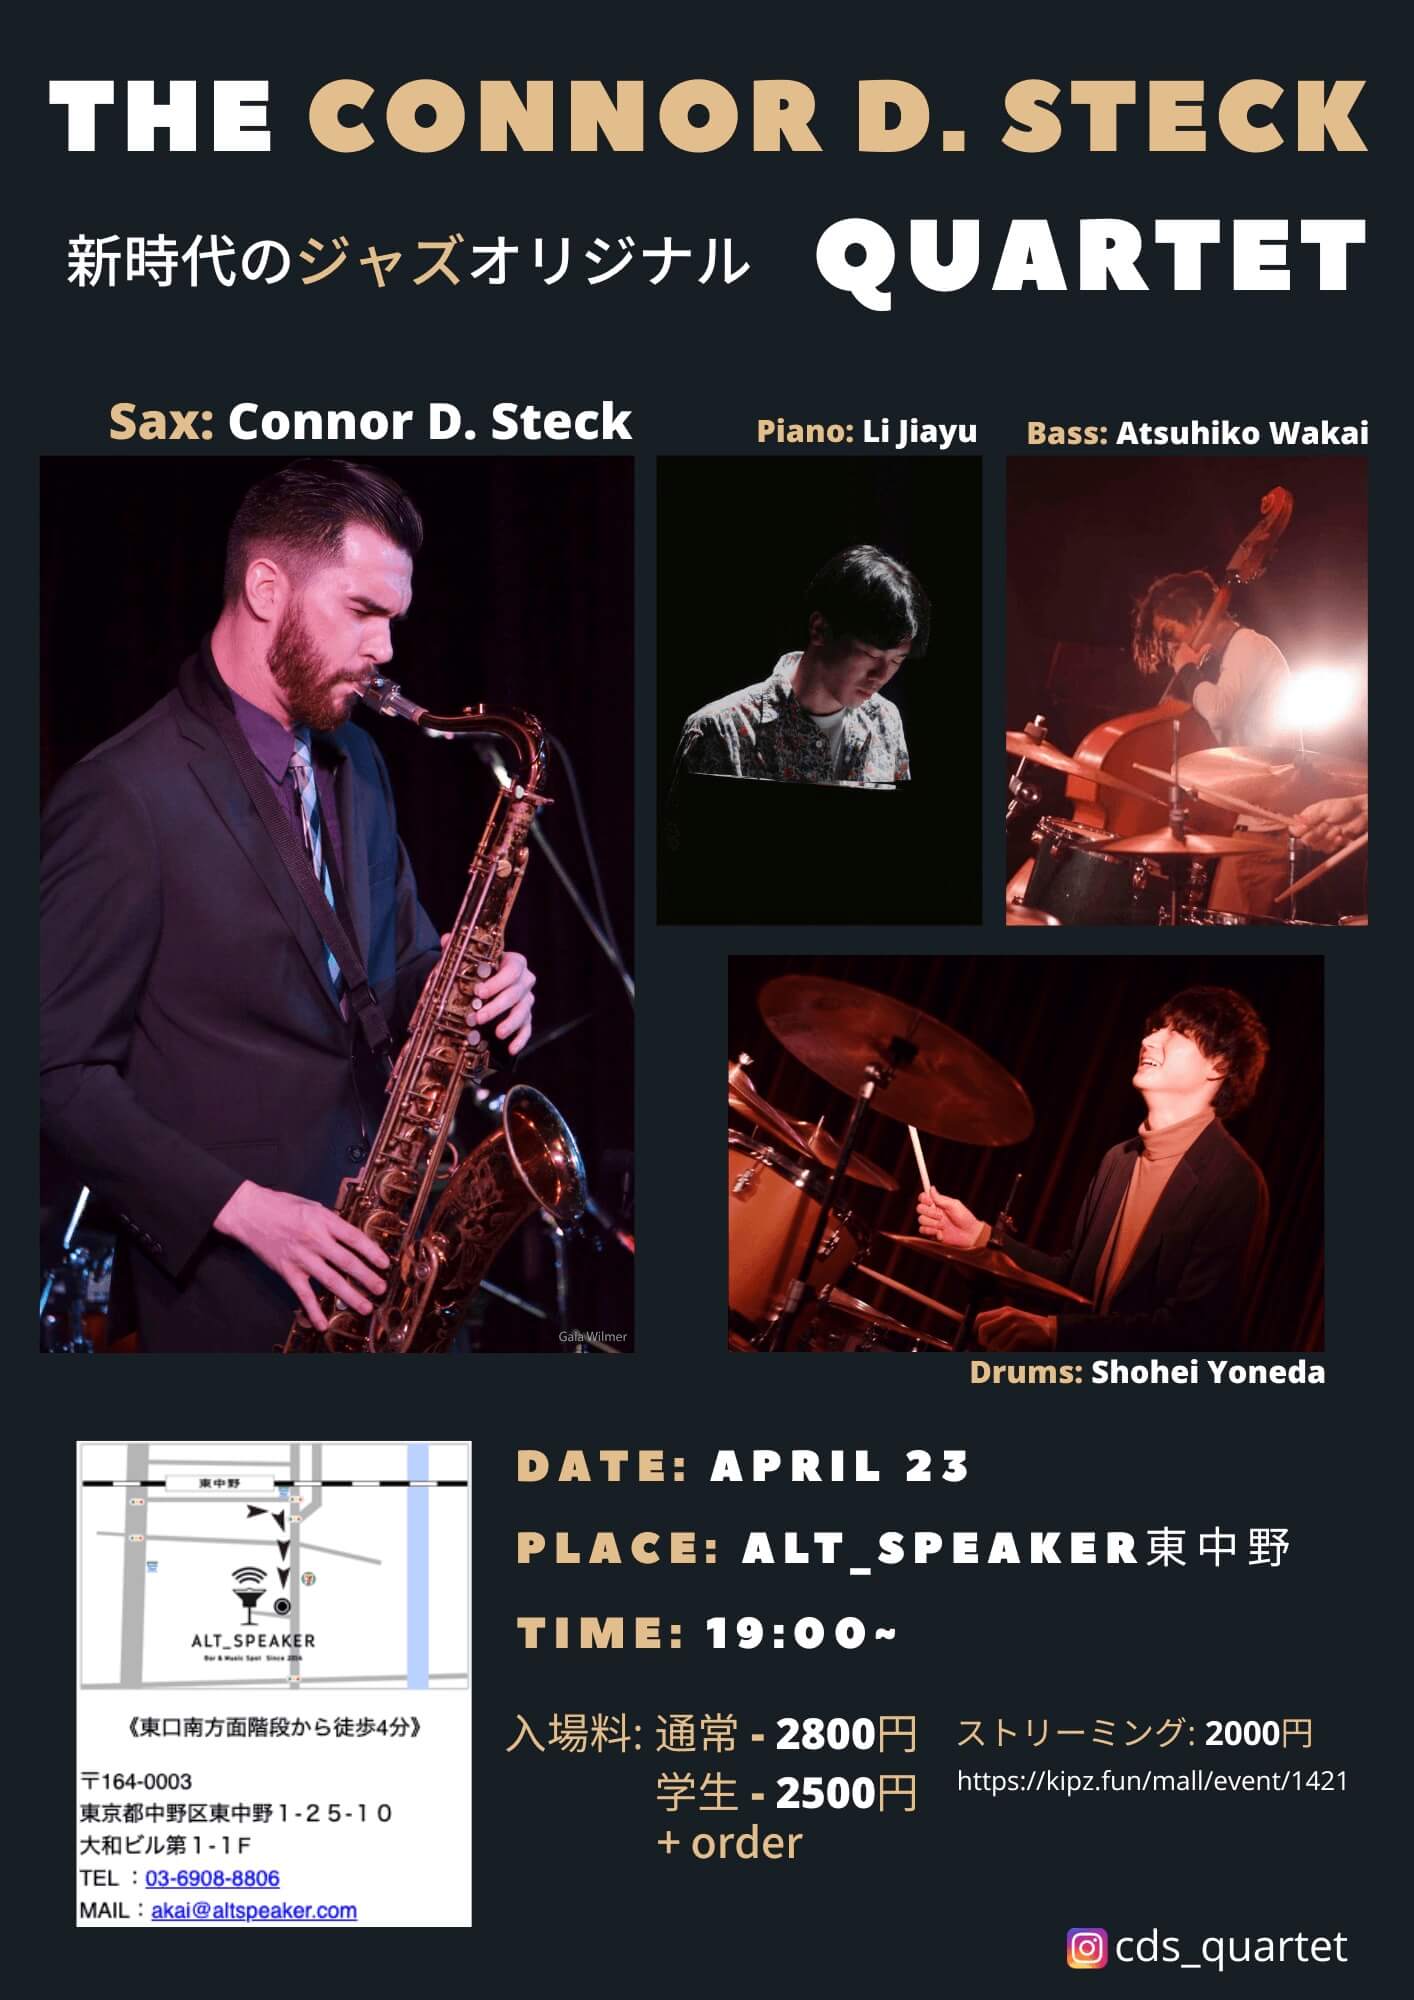 THE CONNOR D. STECK
新時代のジャズオリジナル QUARTET
Sax: Connor D. Steck
Piano: Li Jiayu
Bass: Atsuhiko Wakai
Gaia Wilmer
Drums: Shohei Yoneda
東中野
7
ALT_SPEAKER
Bar & Music Spot Since 2014
《東口南方面階段から徒歩4分》
〒164-0003
東京都中野区東中野１-２５-１０
大和ビル第１-１F
TEL ：03-6908-8806
MAIL：akai@altspeaker.com
DATE: APRIL 23
PLACE: ALT_SPEAKER東中野
TIME: 19:00~
入場料: 通常 - 2800円
学生 - 2500円
+ order
ストリーミング: 2000円
https://kipz.fun/mall/event/1421
cds_quartet